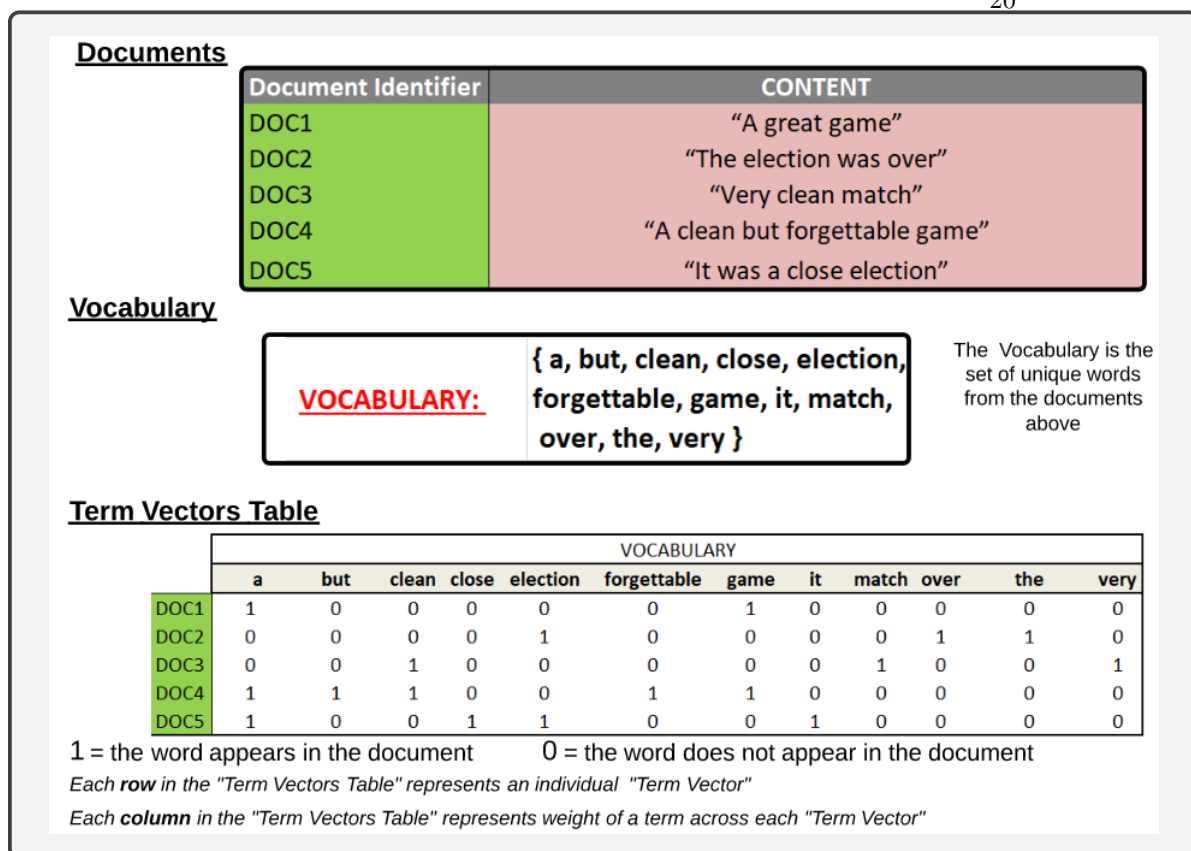 20
Documents
Document Identifier CONTENT
DOC1 “A great game”
DOC2 “The election was over”
DOC3 “Very clean match”
DOC4 “A clean but forgettable game”
DOC5 “It was a close election”
Vocabulary
VOCABULARY: { a, but, clean, close, election,
forgettable, game, it, match,
over, the, very }
The Vocabulary is the
set of unique words
from the documents
above
Term Vectors Table
VOCABULARY
a but clean close election forgettable game it match over the very
DOC1 1 0 0 0 0 0 1 0 0 0 0 0
DOC2 0 0 0 0 1 0 0 0 0 1 1 0
DOC3 0 0 1 0 0 0 0 0 1 0 0 1
DOC4 1 1 1 0 0 1 1 0 0 0 0 0
DOC5 1 0 0 1 1 0 0 1 0 0 0 0
1 = the word appears in the document 0 = the word does not appear in the document
Each row in the "Term Vectors Table" represents an individual "Term Vector"
Each column in the "Term Vectors Table" represents weight of a term across each "Term Vector"